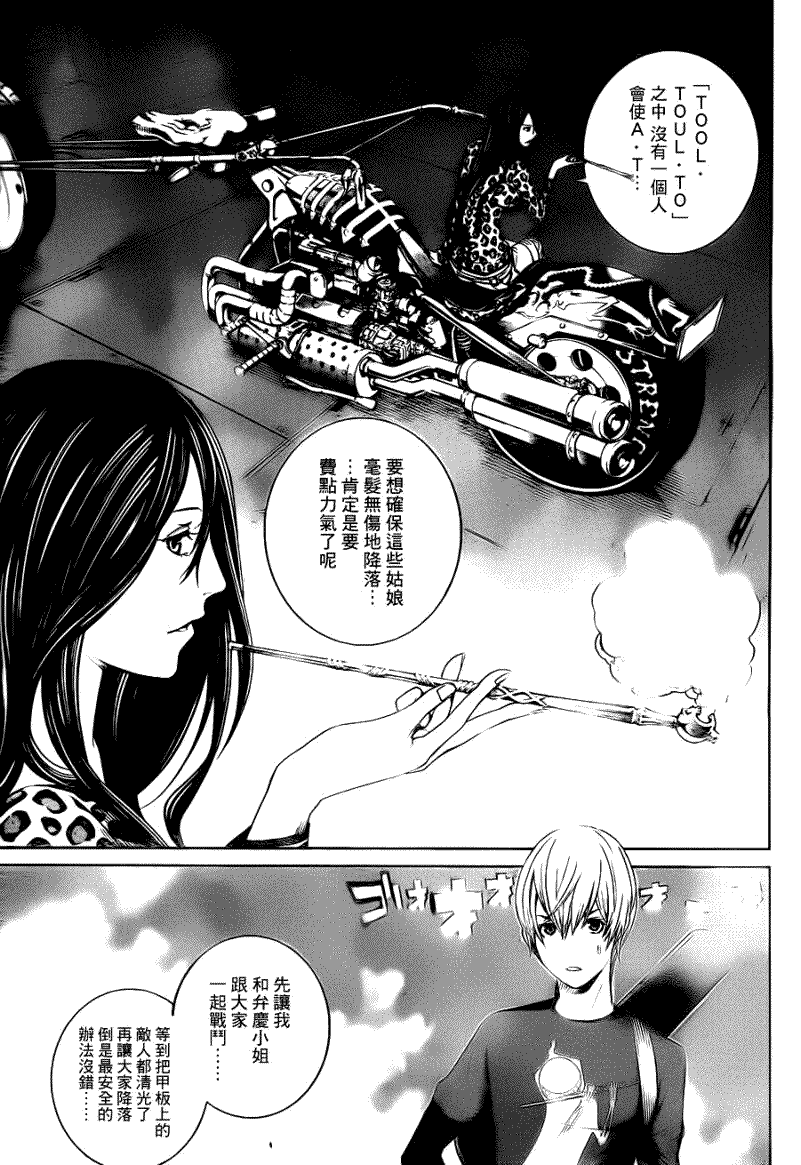 「TOOL・
TOUL・TO」
之中沒有一個人
會使A・T…
STRENG
要想確保這些姑娘
毫髮無傷地降落…
…肯定是要
費點力氣了呢
ゴォオオォオ
先讓我
和弁慶小姐
跟大家
一起戰鬥……
等到把甲板上的
敵人都清光了
再讓大家降落
倒是最安全的
辦法沒錯……